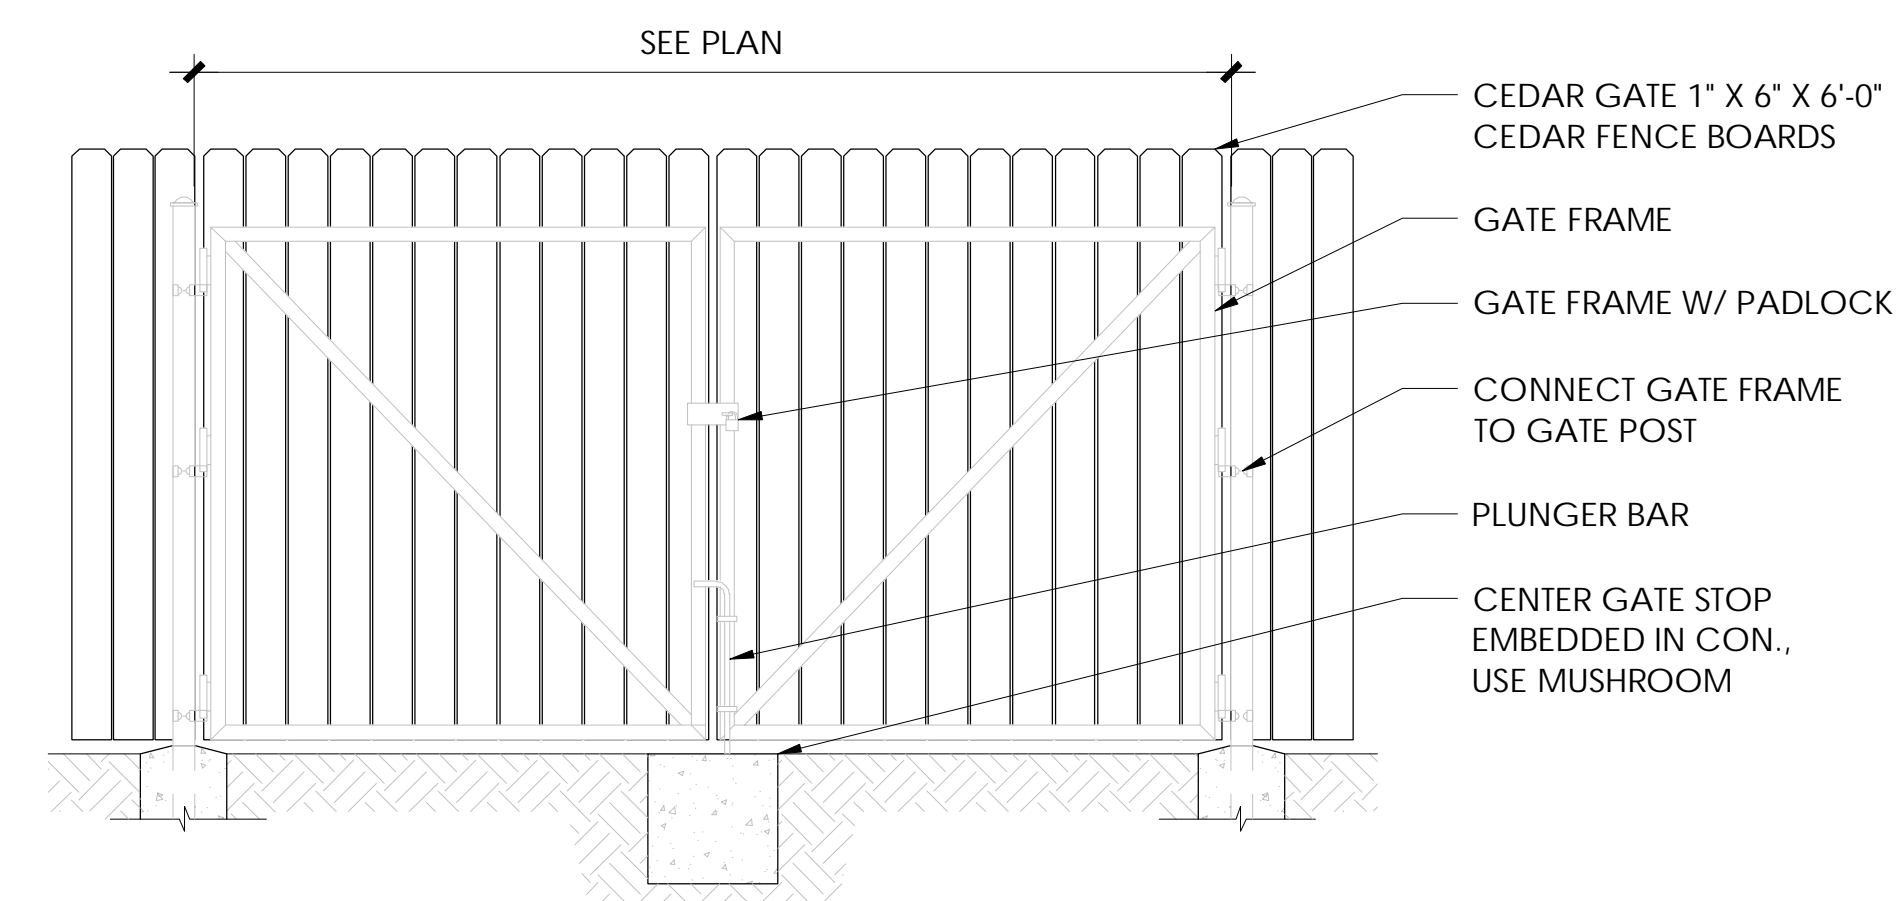 SEE PLAN
CEDAR GATE 1" X 6" X 6'-0"
CEDAR FENCE BOARDS
GATE FRAME
GATE FRAME W/ PADLOCK
CONNECT GATE FRAME
TO GATE POST
PLUNGER BAR
CENTER GATE STOP
EMBEDDED IN CON.,
USE MUSHROOM